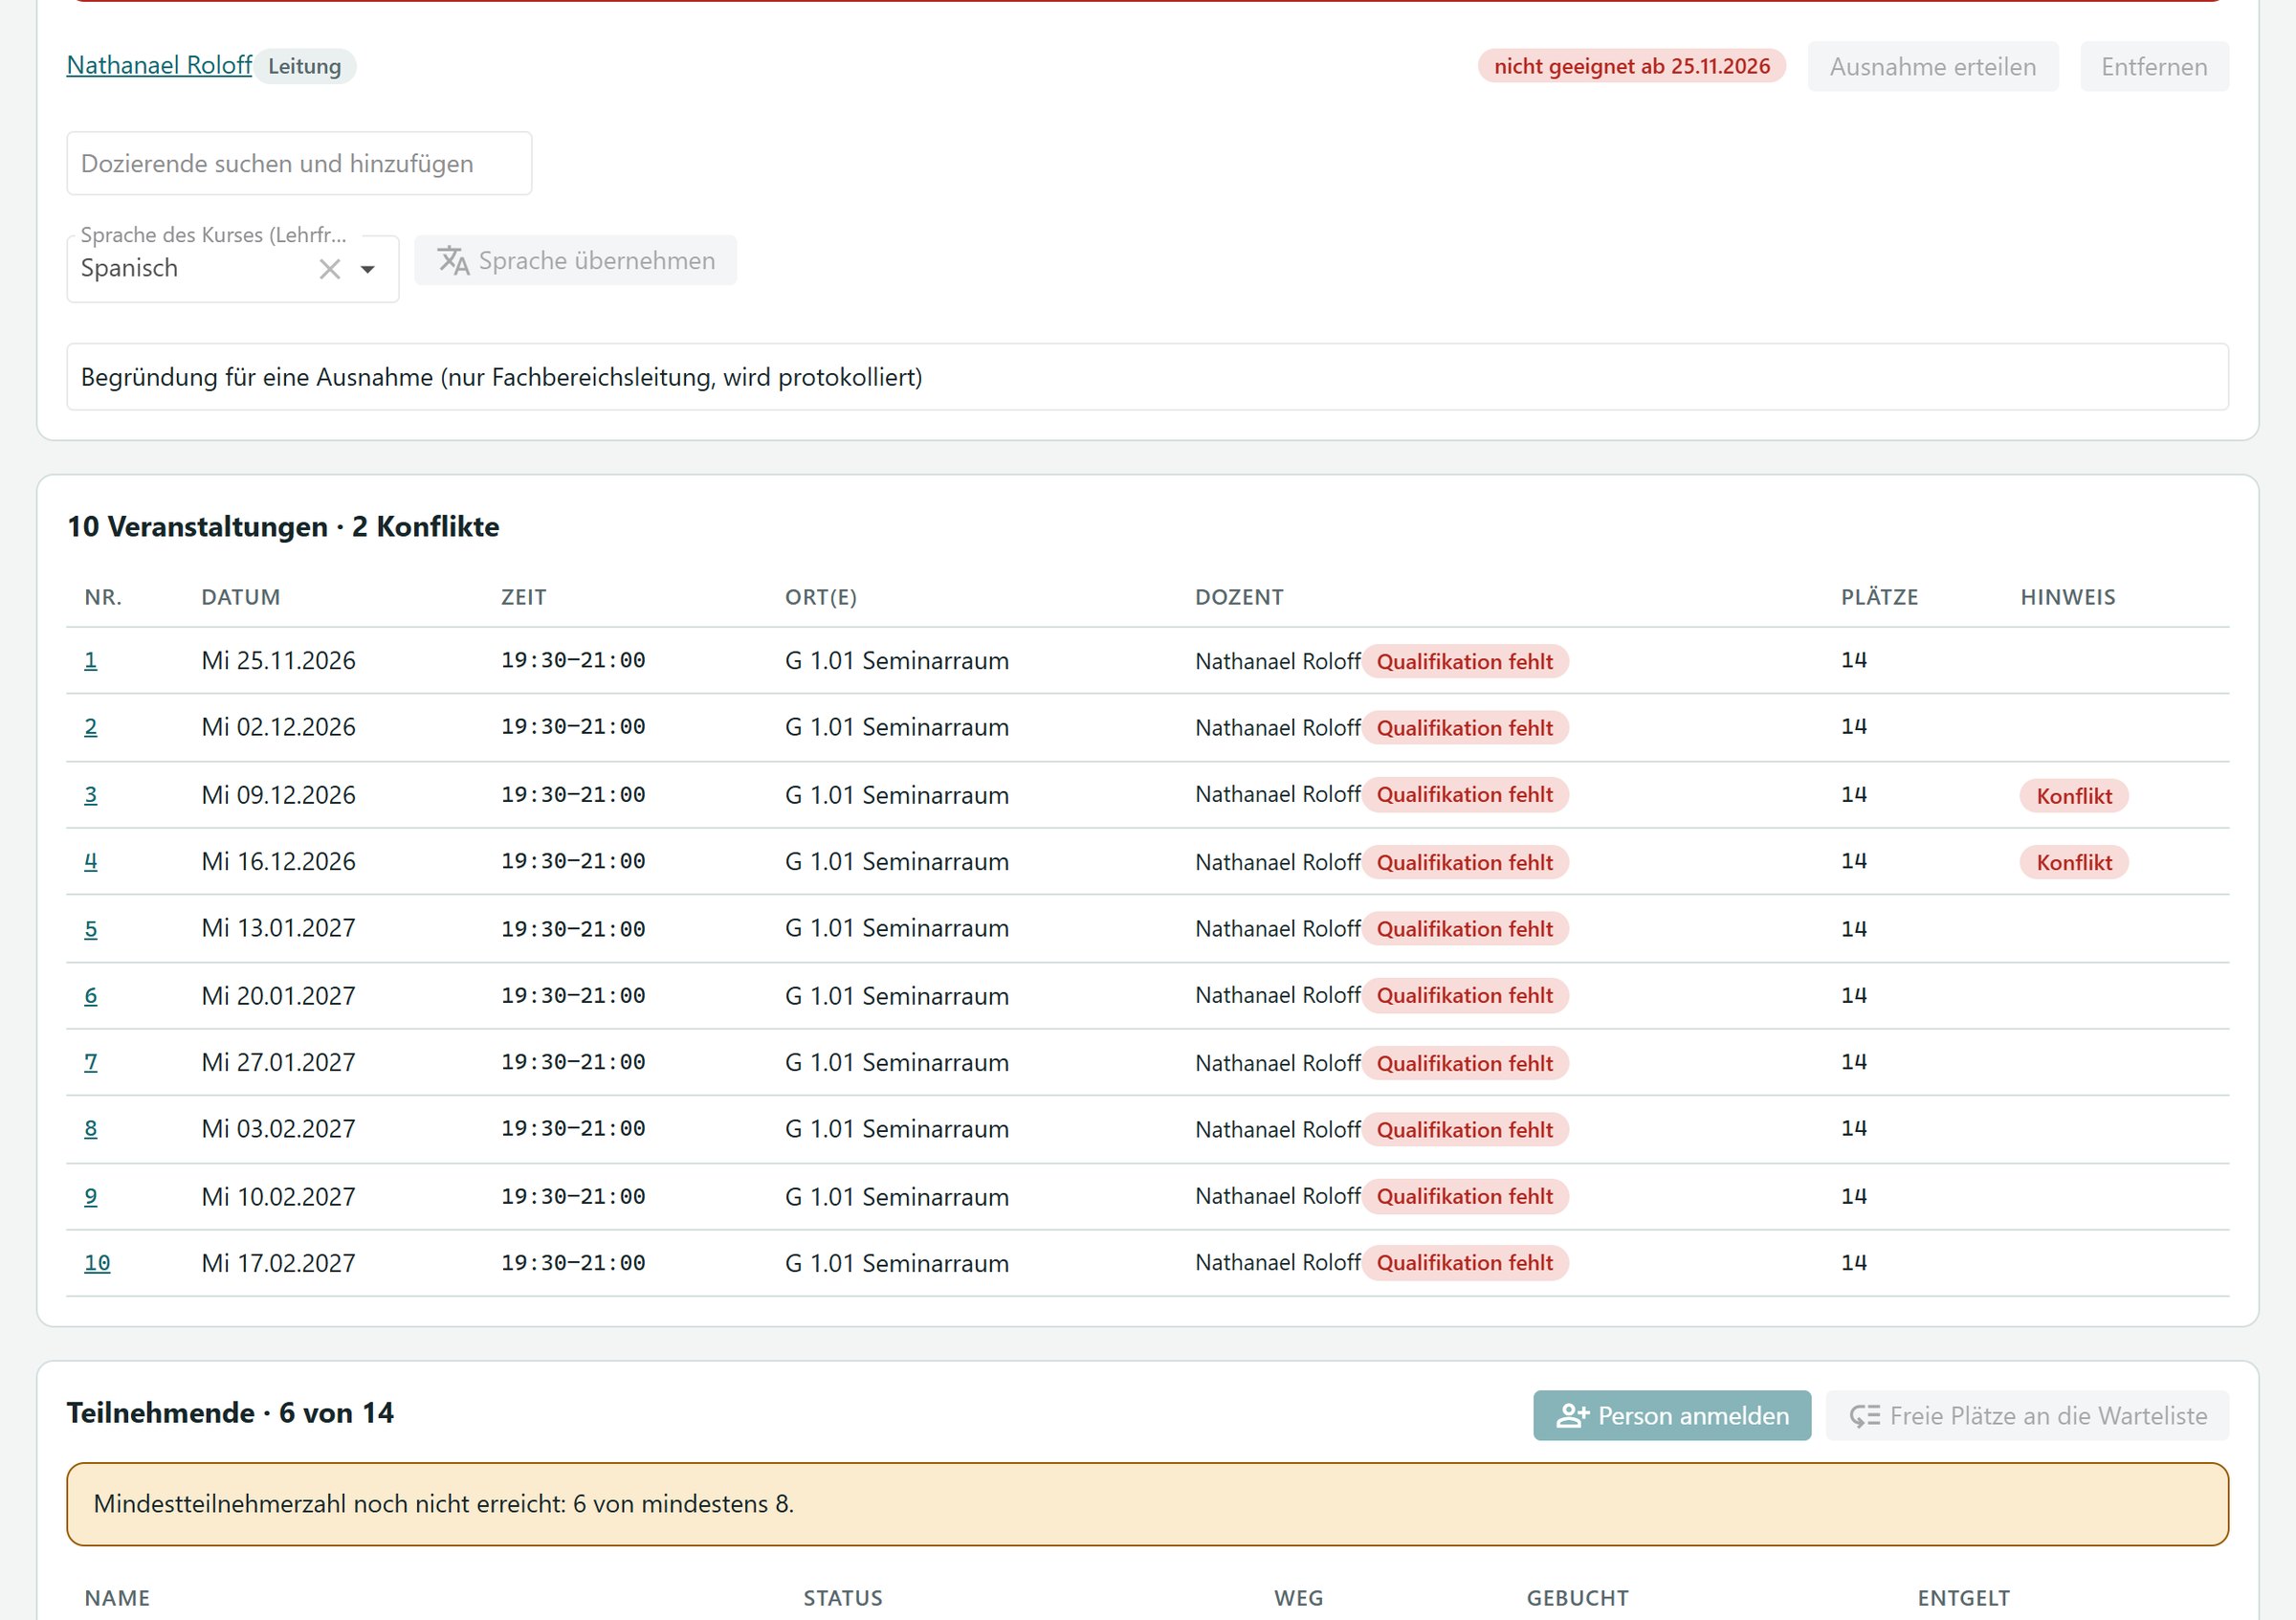 Nathanael Roloff Leitung nicht geeignet ab 25.11.2026 Ausnahme erteilen Entfernen
Dozierende suchen und hinzufügen
Sprache des Kurses (Lehrfr...
Spanisch
Sprache übernehmen
Begründung für eine Ausnahme (nur Fachbereichsleitung, wird protokolliert)
10 Veranstaltungen · 2 Konflikte
NR. DATUM ZEIT ORT(E) DOZENT PLÄTZE HINWEIS
1 Mi 25.11.2026 19:30–21:00 G 1.01 Seminarraum Nathanael Roloff Qualifikation fehlt 14
2 Mi 02.12.2026 19:30–21:00 G 1.01 Seminarraum Nathanael Roloff Qualifikation fehlt 14
3 Mi 09.12.2026 19:30–21:00 G 1.01 Seminarraum Nathanael Roloff Qualifikation fehlt 14 Konflikt
4 Mi 16.12.2026 19:30–21:00 G 1.01 Seminarraum Nathanael Roloff Qualifikation fehlt 14 Konflikt
5 Mi 13.01.2027 19:30–21:00 G 1.01 Seminarraum Nathanael Roloff Qualifikation fehlt 14
6 Mi 20.01.2027 19:30–21:00 G 1.01 Seminarraum Nathanael Roloff Qualifikation fehlt 14
7 Mi 27.01.2027 19:30–21:00 G 1.01 Seminarraum Nathanael Roloff Qualifikation fehlt 14
8 Mi 03.02.2027 19:30–21:00 G 1.01 Seminarraum Nathanael Roloff Qualifikation fehlt 14
9 Mi 10.02.2027 19:30–21:00 G 1.01 Seminarraum Nathanael Roloff Qualifikation fehlt 14
10 Mi 17.02.2027 19:30–21:00 G 1.01 Seminarraum Nathanael Roloff Qualifikation fehlt 14
Teilnehmende · 6 von 14 Person anmelden Freie Plätze an die Warteliste
Mindestteilnehmerzahl noch nicht erreicht: 6 von mindestens 8.
NAME STATUS WEG GEBUCHT ENTGELT